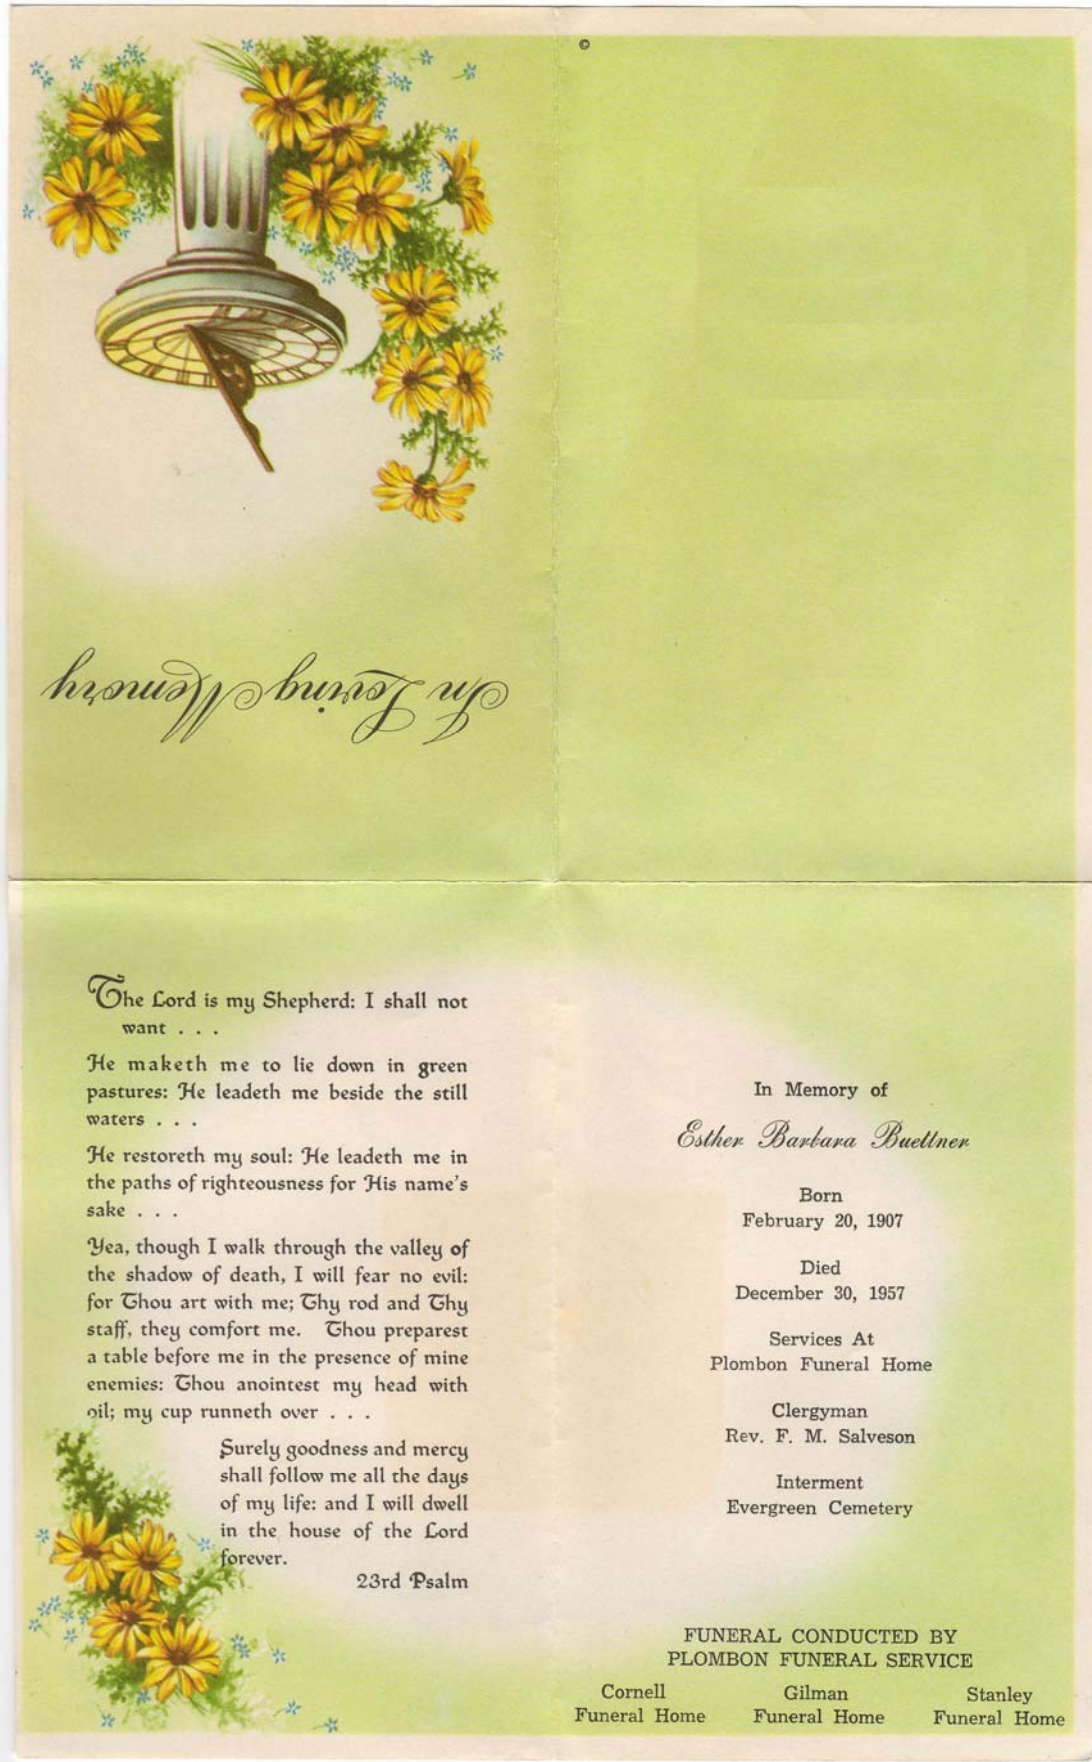 ©
In Loving Memory
The Lord is my Shepherd: I shall not
want . . .
He maketh me to lie down in green
pastures: He leadeth me beside the still
waters . . .
He restoreth my soul: He leadeth me in
the paths of righteousness for His name's
sake . . .
Yea, though I walk through the valley of
the shadow of death, I will fear no evil:
for Thou art with me; Thy rod and Thy
staff, they comfort me. Thou preparest
a table before me in the presence of mine
enemies: Thou anointest my head with
oil; my cup runneth over . . .
Surely goodness and mercy
shall follow me all the days
of my life: and I will dwell
in the house of the Lord
forever.
23rd Psalm
In Memory of
Esther Barbara Buettner
Born
February 20, 1907
Died
December 30, 1957
Services At
Plombon Funeral Home
Clergyman
Rev. F. M. Salveson
Interment
Evergreen Cemetery
FUNERAL CONDUCTED BY
PLOMBON FUNERAL SERVICE
Cornell
Funeral Home
Gilman
Funeral Home
Stanley
Funeral Home